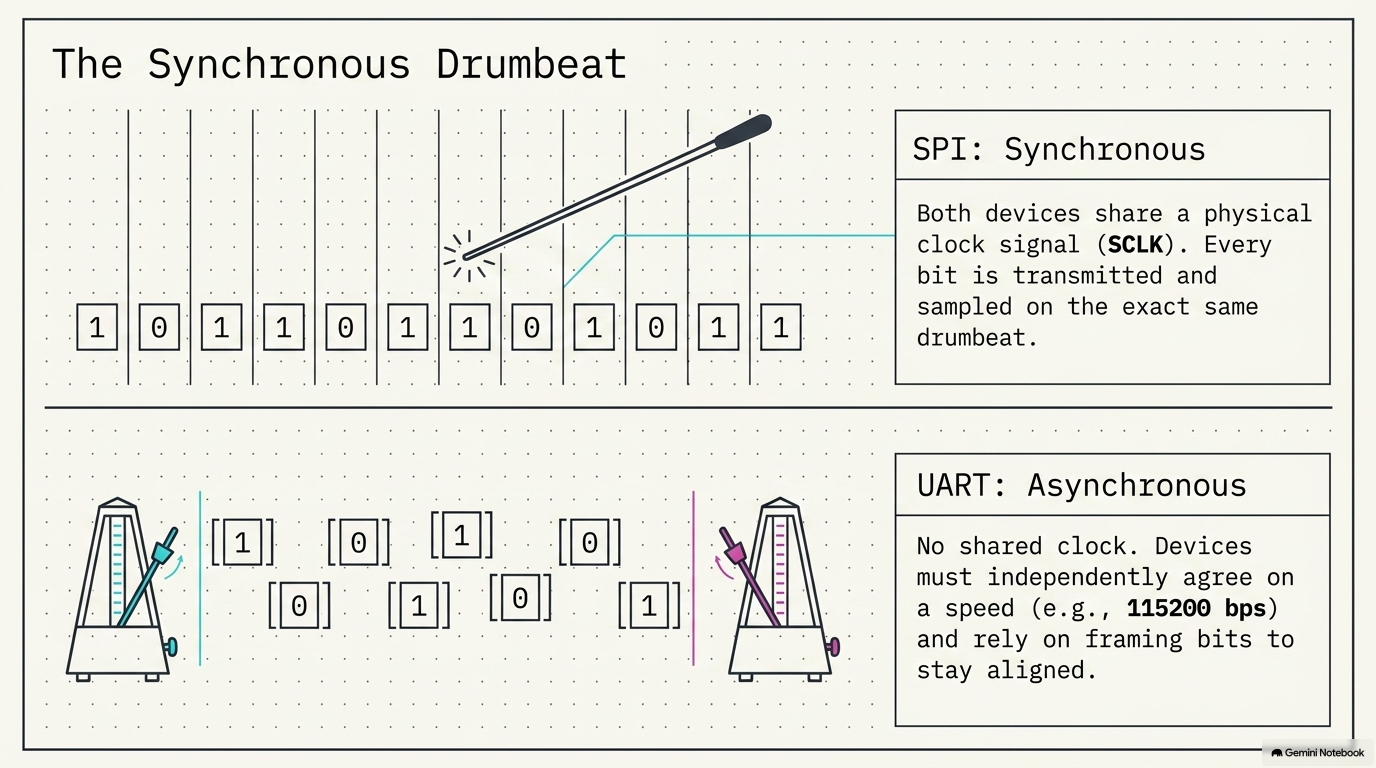 The Synchronous Drumbeat
1 0 1 1 0 1 1 0 1 0 1 1
SPI: Synchronous
Both devices share a physical
clock signal (SCLK). Every
bit is transmitted and
sampled on the exact same
drumbeat.
[1] [0] [1] [0]
[0] [1] [0] [1]
UART: Asynchronous
No shared clock. Devices
must independently agree on
a speed (e.g., 115200 bps)
and rely on framing bits to
stay aligned.
Gemini Notebook